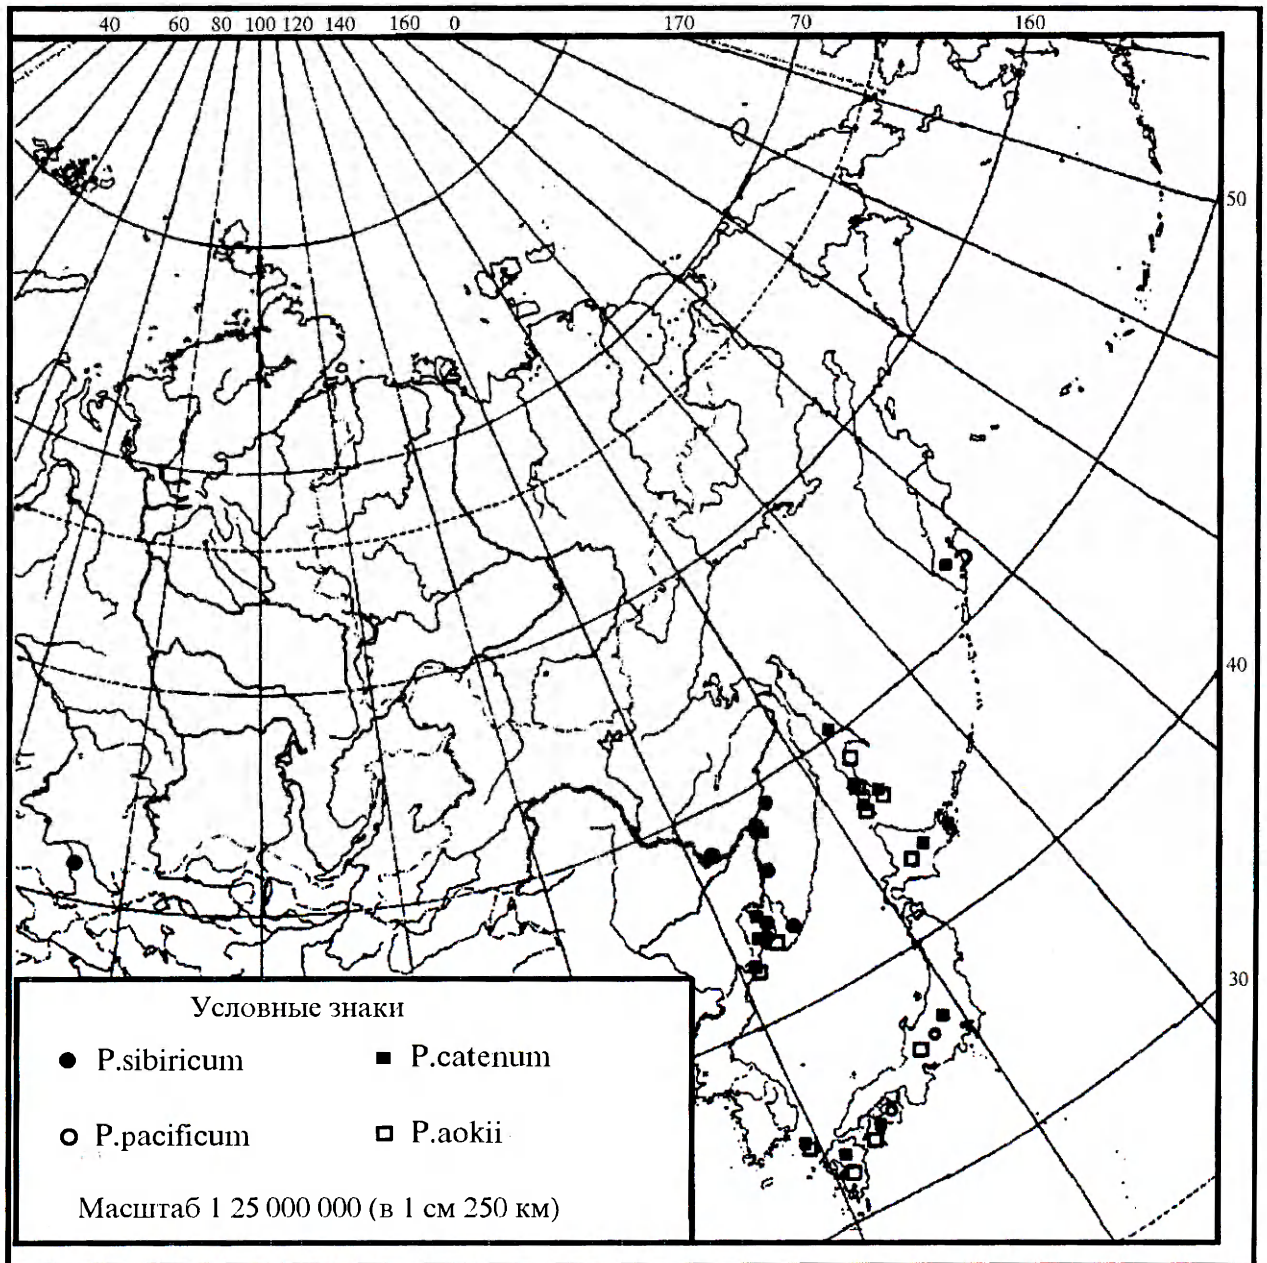 40 60 80 100 120 140 160 0 170 70 160
50
40
30
Условные знаки
P.sibiricum P.catenum
P.pacificum P.aokii
Масштаб 1 25 000 000 (в 1 см 250 км)